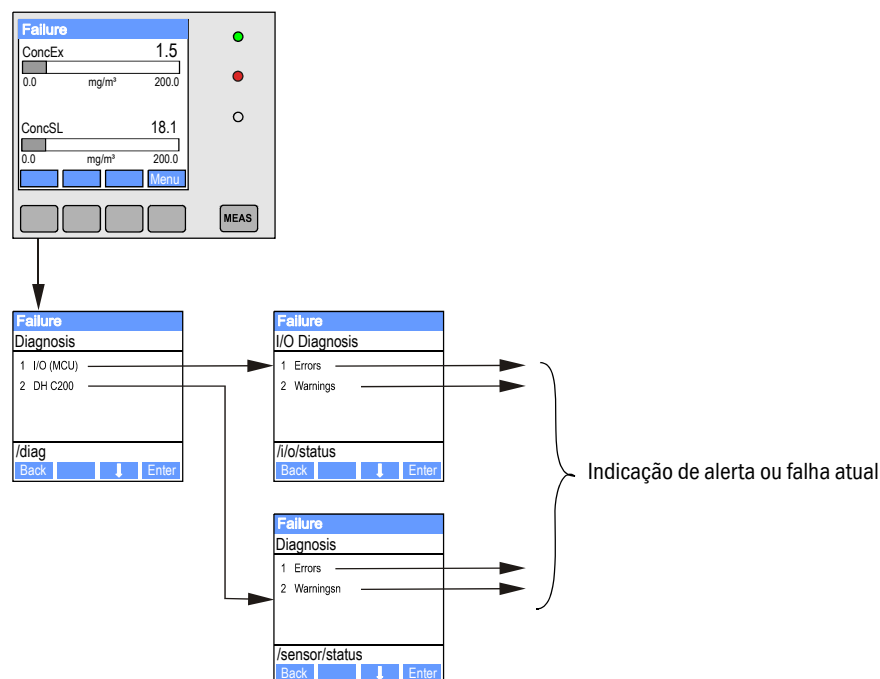 Failure
ConcEx 1.5
0.0 mg/m³ 200.0
ConcSL 18.1
0.0 mg/m³ 200.0
Menu
MEAS
Failure
Diagnosis
1 I/O (MCU)
2 DH C200
/diag
Back Enter
Failure
I/O Diagnosis
1 Errors
2 Warnings
/i/o/status
Back Enter
Indicação de alerta ou falha atual
Failure
Diagnosis
1 Errors
2 Warningsn
/sensor/status
Back Enter